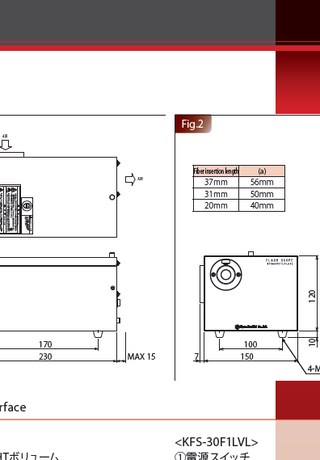 Fig.2
AIR
AIR
Fiber insertion length (a)
37mm 56mm
31mm 50mm
20mm 40mm
120
10
170
230
MAX 15
7
100
150
4-M
rface
<KFS-30F1LVL>
HTボリューム
①電源スイッチ